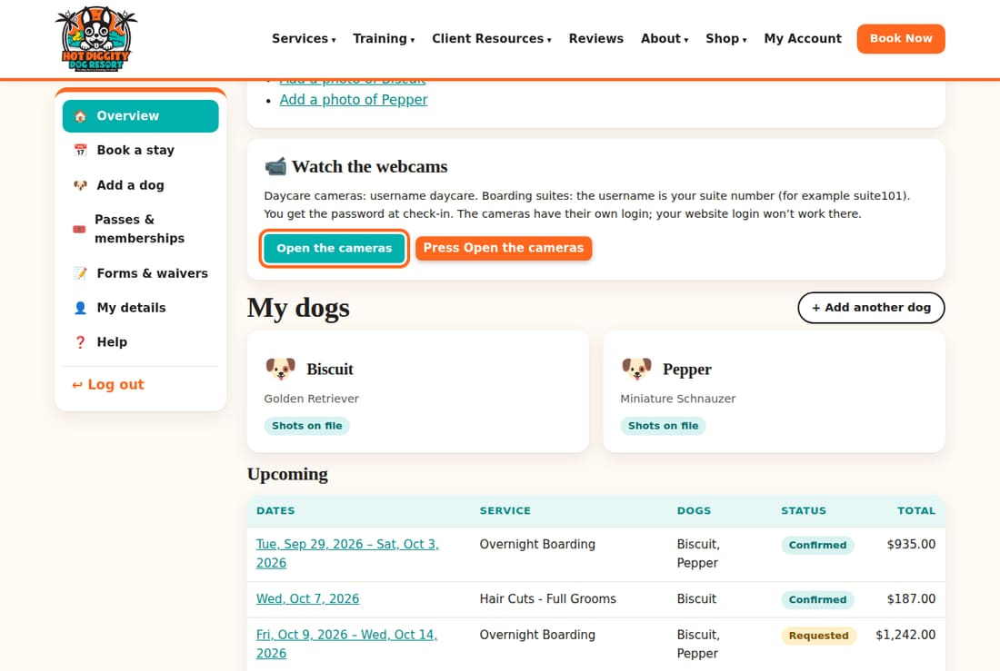 HOT DIGGITY
DOG RESORT
Services ▾ Training ▾ Client Resources ▾ Reviews About ▾ Shop ▾ My Account Book Now
Overview
Book a stay
Add a dog
Passes &
memberships
Forms & waivers
My details
Help
↩ Log out
• Add a photo of Biscuit
• Add a photo of Pepper
Watch the webcams
Daycare cameras: username daycare. Boarding suites: the username is your suite number (for example suite101).
You get the password at check-in. The cameras have their own login; your website login won’t work there.
Open the cameras Press Open the cameras
My dogs + Add another dog
Biscuit
Golden Retriever
Shots on file
Pepper
Miniature Schnauzer
Shots on file
Upcoming
DATES SERVICE DOGS STATUS TOTAL
Tue, Sep 29, 2026 – Sat, Oct 3, Overnight Boarding Biscuit, Confirmed $935.00
2026 Pepper
Wed, Oct 7, 2026 Hair Cuts - Full Grooms Biscuit Confirmed $187.00
Fri, Oct 9, 2026 – Wed, Oct 14, Overnight Boarding Biscuit, Requested $1,242.00
2026 Pepper